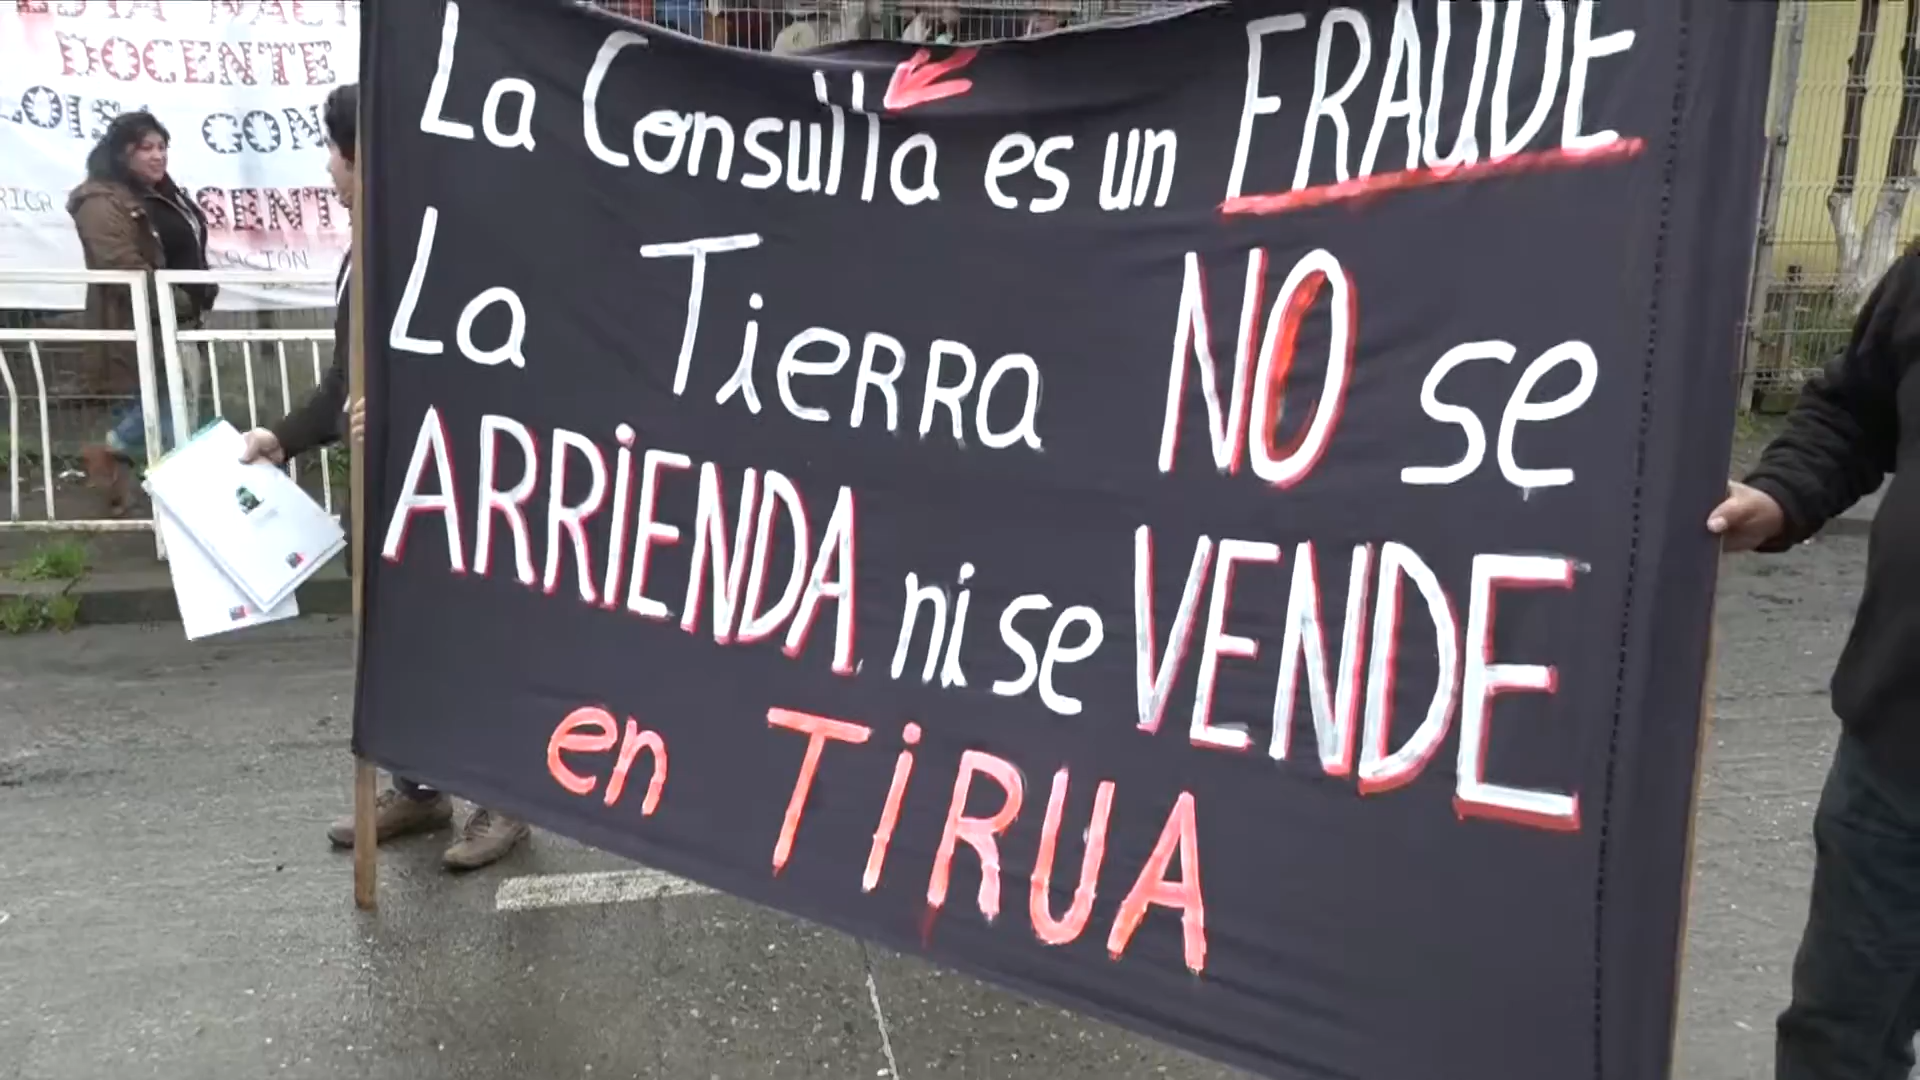 DOCENTE
La Consulta es un FRAUDE
La TieRRa NO se
ARRiENDA ni se VENDE
en TiRUA